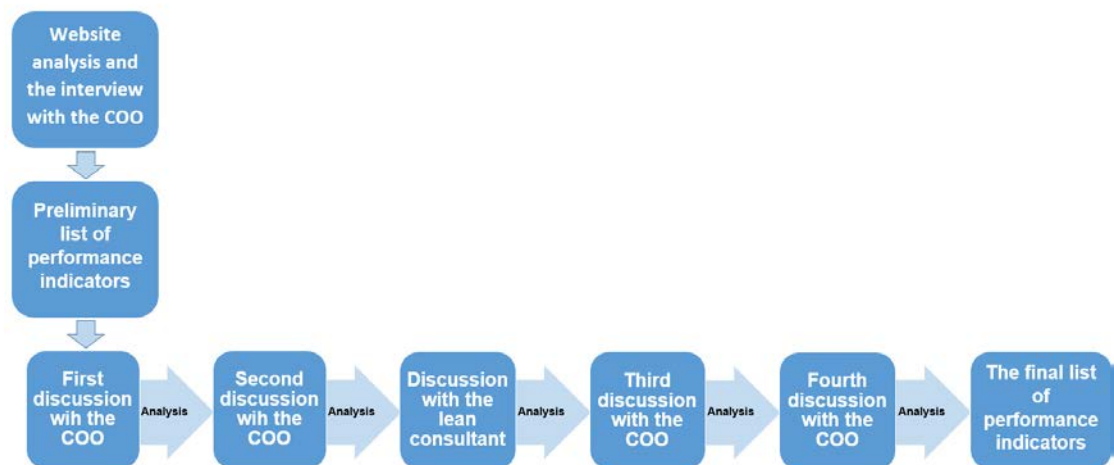 Website
analysis and
the interview
with the COO
Preliminary
list of
performance
indicators
First
discussion
wih the
COO
Analysis
Second
discussion
wih the
COO
Analysis
Discussion
with the
lean
consultant
Analysis
Third
discussion
with the
COO
Analysis
Fourth
discussion
with the
COO
Analysis
The final list
of
performance
indicators